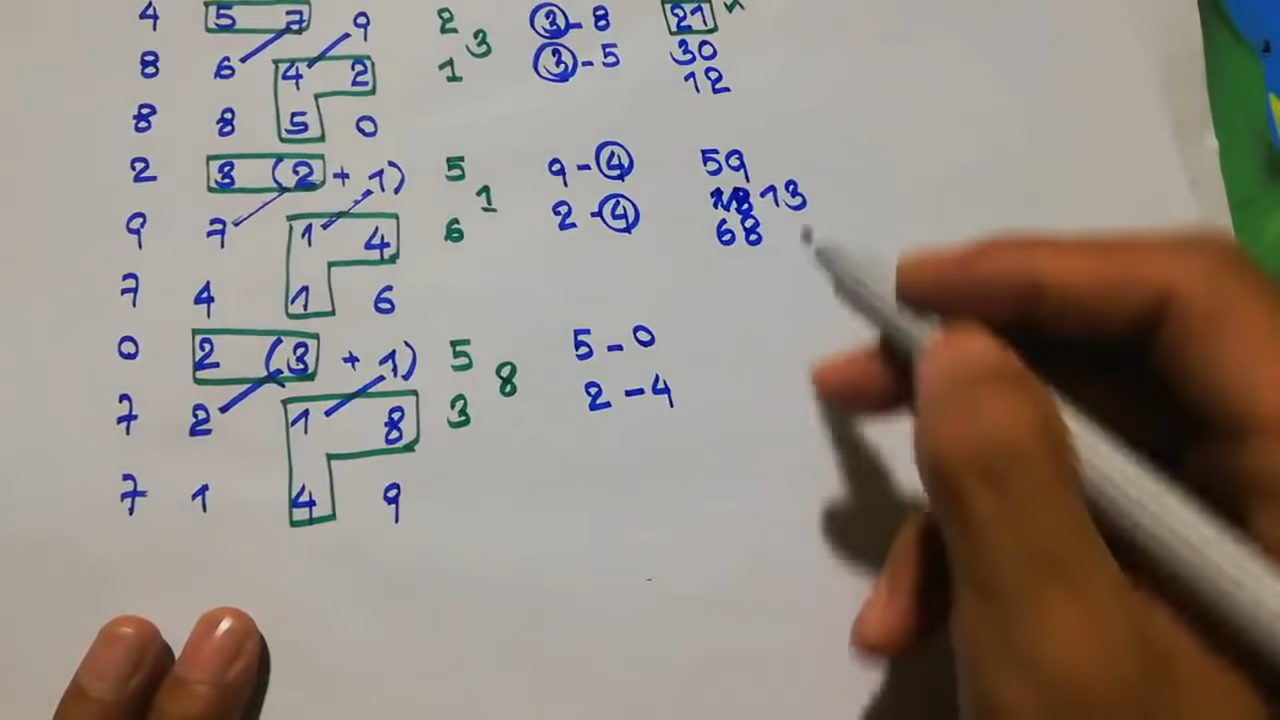 4 5 7 9 2 3 3-8 21
8 6 4 2 1 3-5 30
12
8 8 5 0
2 3 (2 + 1) 5 1 9-4 59
13
9 7 1 4 6 2-4 68
7 4 1 6
0 2 (3 + 1) 5 8 5-0
7 2 1 8 3 2-4
7 1 4 9